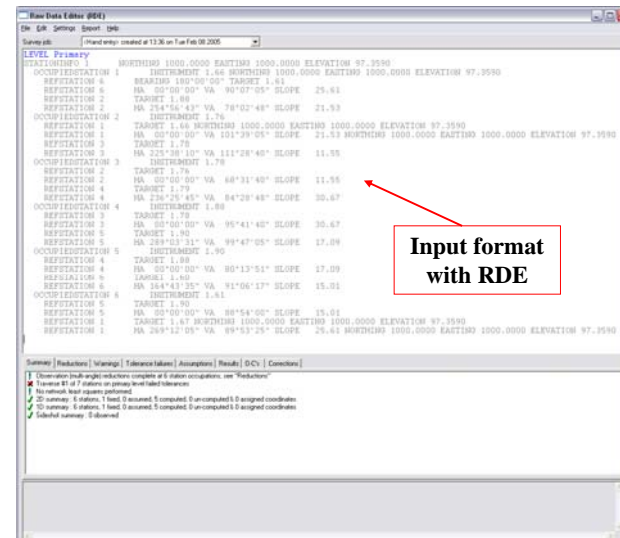 Raw Data Editor (RDE)
File Edit Settings Report Help
Survey job: <Hand entry> created at 13:36 on Tue Feb 08 2005
LEVEL Primary
STATIONINFO 1 NORTHING 1000.0000 EASTING 1000.0000 ELEVATION 97.3590
OCCUPIEDSTATION 1 INSTRUMENT 1.66 NORTHING 1000.0000 EASTING 1000.0000 ELEVATION 97.3590
REFSTATION 6 BEARING 180°00'00" TARGET 1.61
REFSTATION 6 HA 00°00'00" VA 90°07'05" SLOPE 25.61
REFSTATION 2 TARGET 1.88
REFSTATION 2 HA 254°56'43" VA 78°02'48" SLOPE 21.53
OCCUPIEDSTATION 2 INSTRUMENT 1.76
REFSTATION 1 TARGET 1.66 NORTHING 1000.0000 EASTING 1000.0000 ELEVATION 97.3590
REFSTATION 1 HA 00°00'00" VA 101°39'05" SLOPE 21.53 NORTHING 1000.0000 EASTING 1000.0000 ELEVATION 97.3590
REFSTATION 3 TARGET 1.78
REFSTATION 3 HA 225°38'10" VA 111°28'40" SLOPE 11.55
OCCUPIEDSTATION 3 INSTRUMENT 1.78
REFSTATION 2 TARGET 1.76
REFSTATION 2 HA 00°00'00" VA 68°31'40" SLOPE 11.55
REFSTATION 4 TARGET 1.79
REFSTATION 4 HA 236°25'45" VA 84°28'48" SLOPE 30.67
OCCUPIEDSTATION 4 INSTRUMENT 1.88
REFSTATION 3 TARGET 1.78
REFSTATION 3 HA 00°00'00" VA 95°41'40" SLOPE 30.67
REFSTATION 5 TARGET 1.90
REFSTATION 5 HA 289°03'31" VA 99°47'05" SLOPE 17.09
OCCUPIEDSTATION 5 INSTRUMENT 1.90
REFSTATION 4 TARGET 1.88
REFSTATION 4 HA 00°00'00" VA 80°13'51" SLOPE 17.09
REFSTATION 6 TARGET 1.60
REFSTATION 6 HA 164°43'35" VA 91°06'17" SLOPE 15.01
OCCUPIEDSTATION 6 INSTRUMENT 1.61
REFSTATION 5 TARGET 1.90
REFSTATION 5 HA 00°00'00" VA 88°54'00" SLOPE 15.01
REFSTATION 1 TARGET 1.67 NORTHING 1000.0000 EASTING 1000.0000 ELEVATION 97.3590
REFSTATION 1 HA 269°12'05" VA 89°53'25" SLOPE 25.61 NORTHING 1000.0000 EASTING 1000.0000 ELEVATION 97.3590
Input format
with RDE
Summary Reductions Warnings Tolerance failures Assumptions Results D-C's Corrections
Observation (multi-angle) reductions complete at 6 station occupations, see "Reductions"
Traverse #1 of 7 stations on primary level failed tolerances
No network least squares performed.
2D summary : 6 stations, 1 fixed, 0 assumed, 5 computed, 0 un-computed & 0 assigned coordinates
1D summary : 6 stations, 1 fixed, 0 assumed, 5 computed, 0 un-computed & 0 assigned coordinates
Sideshot summary : 0 observed